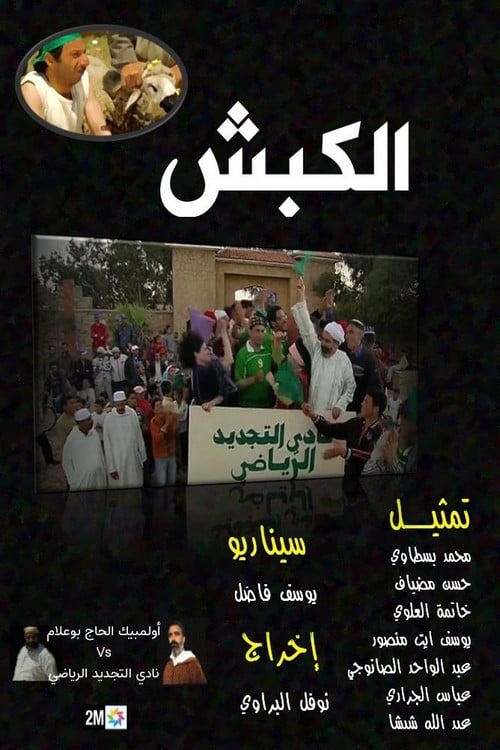 الكبش
نادي التجديد
الرياضي
تمثيل
محمد بسطاوي
حسن مضياف
خاتمة العلوي
يوسف ايت منصور
عبد الواحد الصانوجي
عباس الجراري
عبد الله شيشا
سيناريو
يوسف فاضل
إخراج
نوفل البراوي
أولمبيك الحاج بوعلام
Vs
نادي التجديد الرياضي
2M